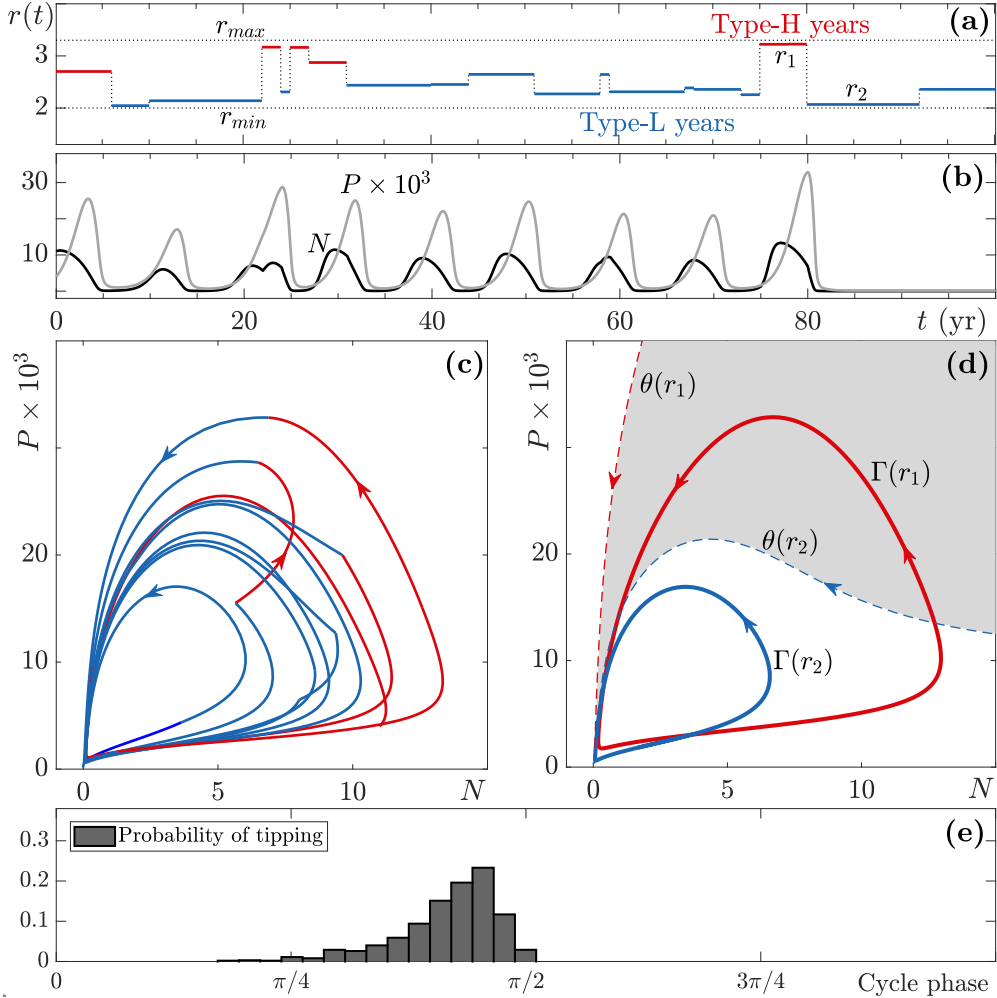 r(t)
r_max
Type-H years
(a)
3
r_1
r_2
2
r_min
Type-L years
30
P × 10^3
(b)
N
10
0
20
40
60
80
t (yr)
P × 10^3
(c)
20
10
0
0
5
10
N
P × 10^3
(d)
θ(r_1)
Γ(r_1)
20
θ(r_2)
10
Γ(r_2)
0
0
5
10
N
0.3
Probability of tipping
(e)
0.2
0.1
0
0
π/4
π/2
3π/4
Cycle phase